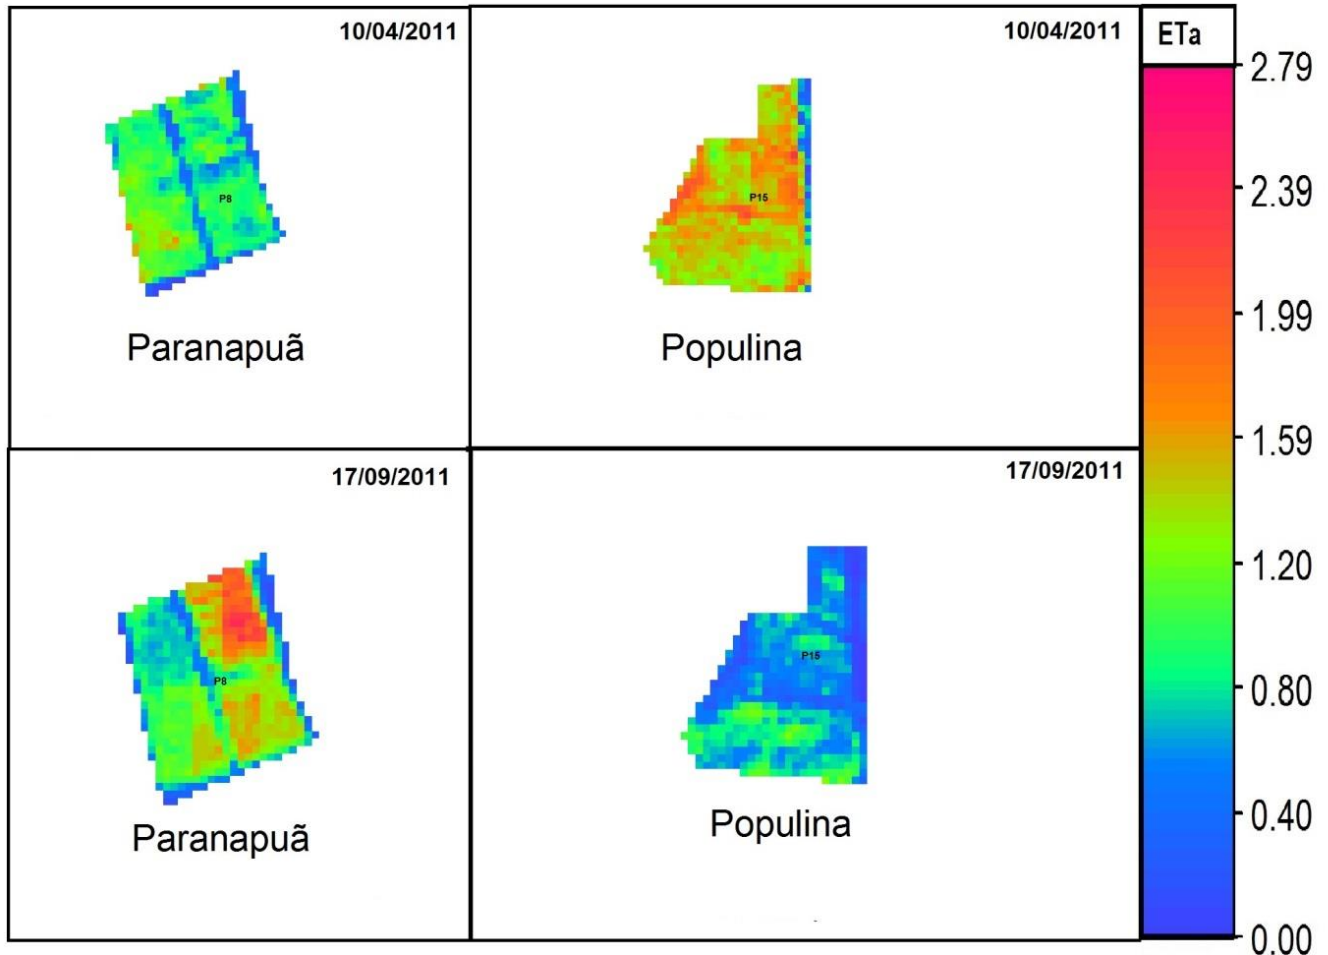 10/04/2011
10/04/2011
ETa
P8
P15
Paranapuã
Populina
17/09/2011
17/09/2011
P8
P15
Paranapuã
Populina
2.79
2.39
1.99
1.59
1.20
0.80
0.40
0.00